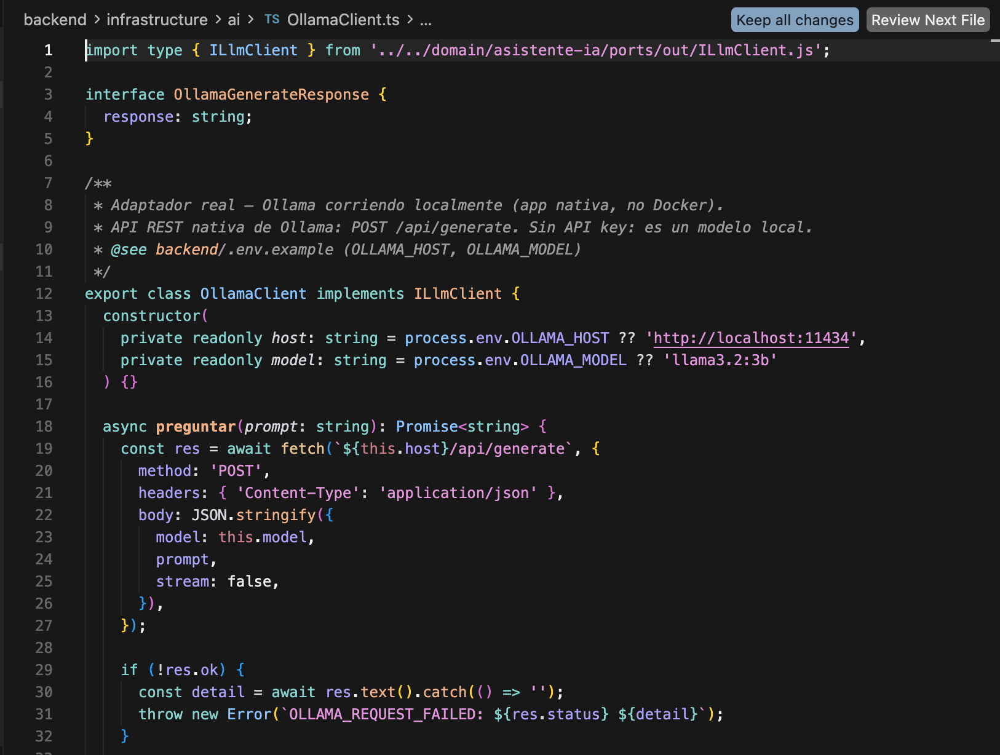 backend > infrastructure > ai > TS OllamaClient.ts > ...
Keep all changes
Review Next File
1 import type { ILlmClient } from '../../domain/asistente-ia/ports/out/ILlmClient.js';
2
3 interface OllamaGenerateResponse {
4   response: string;
5 }
6
7 /**
8  * Adaptador real — Ollama corriendo localmente (app nativa, no Docker).
9  * API REST nativa de Ollama: POST /api/generate. Sin API key: es un modelo local.
10  * @see backend/.env.example (OLLAMA_HOST, OLLAMA_MODEL)
11  */
12 export class OllamaClient implements ILlmClient {
13   constructor(
14     private readonly host: string = process.env.OLLAMA_HOST ?? 'http://localhost:11434',
15     private readonly model: string = process.env.OLLAMA_MODEL ?? 'llama3.2:3b'
16   ) {}
17
18   async preguntar(prompt: string): Promise<string> {
19     const res = await fetch(`${this.host}/api/generate`, {
20       method: 'POST',
21       headers: { 'Content-Type': 'application/json' },
22       body: JSON.stringify({
23         model: this.model,
24         prompt,
25         stream: false,
26       }),
27     });
28
29     if (!res.ok) {
30       const detail = await res.text().catch(() => '');
31       throw new Error(`OLLAMA_REQUEST_FAILED: ${res.status} ${detail}`);
32     }